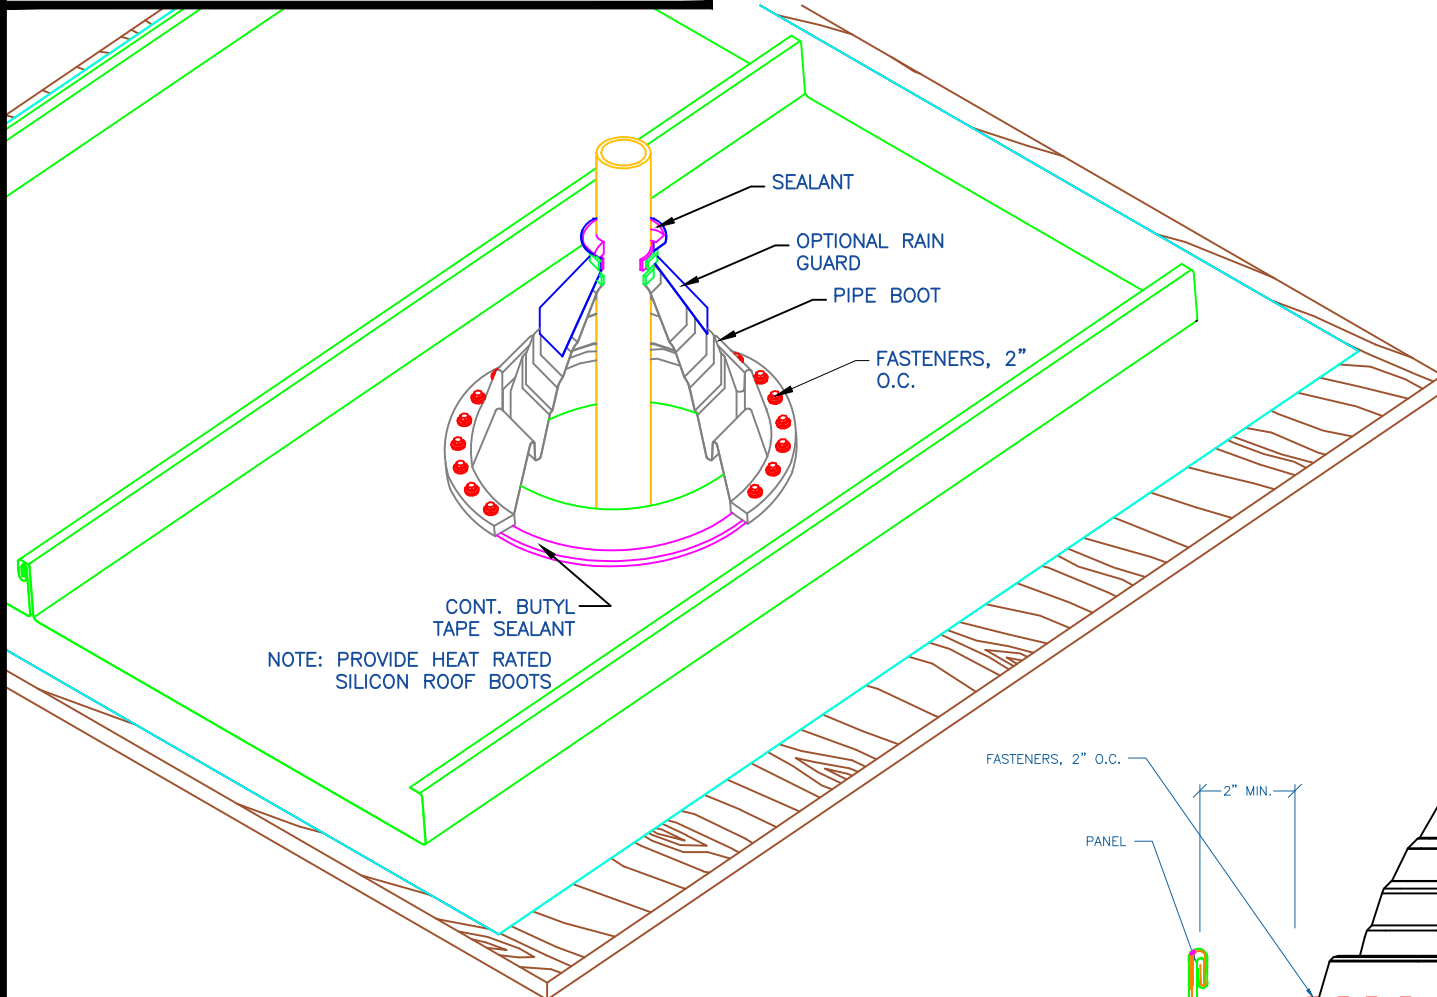 SEALANT
OPTIONAL RAIN
GUARD
PIPE BOOT
FASTENERS, 2”
O.C.
CONT. BUTYL
TAPE SEALANT
NOTE: PROVIDE HEAT RATED
SILICON ROOF BOOTS
FASTENERS, 2” O.C.
2” MIN.
PANEL